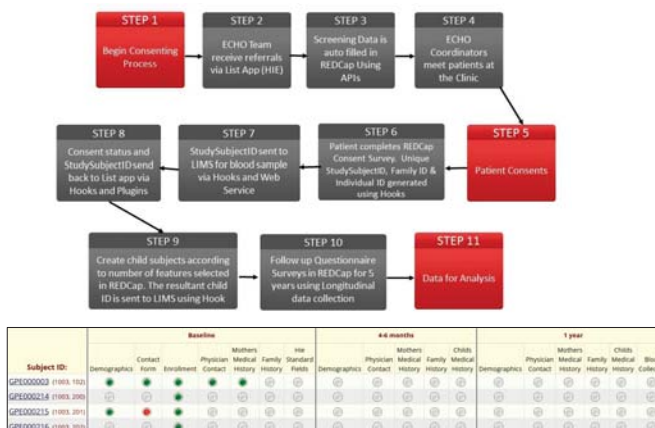 STEP 1
Begin Consenting
Process
STEP 2
ECHO Team
receive referrals
via List App (HIE)
STEP 3
Screening Data is
auto filled in
REDCap Using
APIs
STEP 4
ECHO
Coordinators
meet patients at
the Clinic
STEP 5
Patient Consents
STEP 6
Patient completes REDCap
Consent Survey. Unique
StudySubjectID, Family ID &
Individual ID generated
using Hooks
STEP 7
StudySubjectID sent to
LIMS for blood sample
via Hooks and Web
Service
STEP 8
Consent status and
StudySubjectID send
back to List app via
Hooks and Plugins
STEP 9
Create child subjects according
to number of features selected
in REDCap. The resultant child
ID is sent to LIMS using Hook
STEP 10
Follow up Questionnaire
Surveys in REDCap for 5
years using Longitudinal
data collection
STEP 11
Data for Analysis
Baseline 4-6 months 1 year
Subject ID: Demographics Contact Form Enrollment Physician Contact Mothers Medical History Family History Hie Standard Fields Demographics Physician Contact Mothers Medical History Family History Childs Medical History Demographics Physician Contact Mothers Medical History Family History Childs Medical History
GPE000003 (1003, 102)
GPE000214 (1003, 200)
GPE000215 (1003, 201)
GPE000216